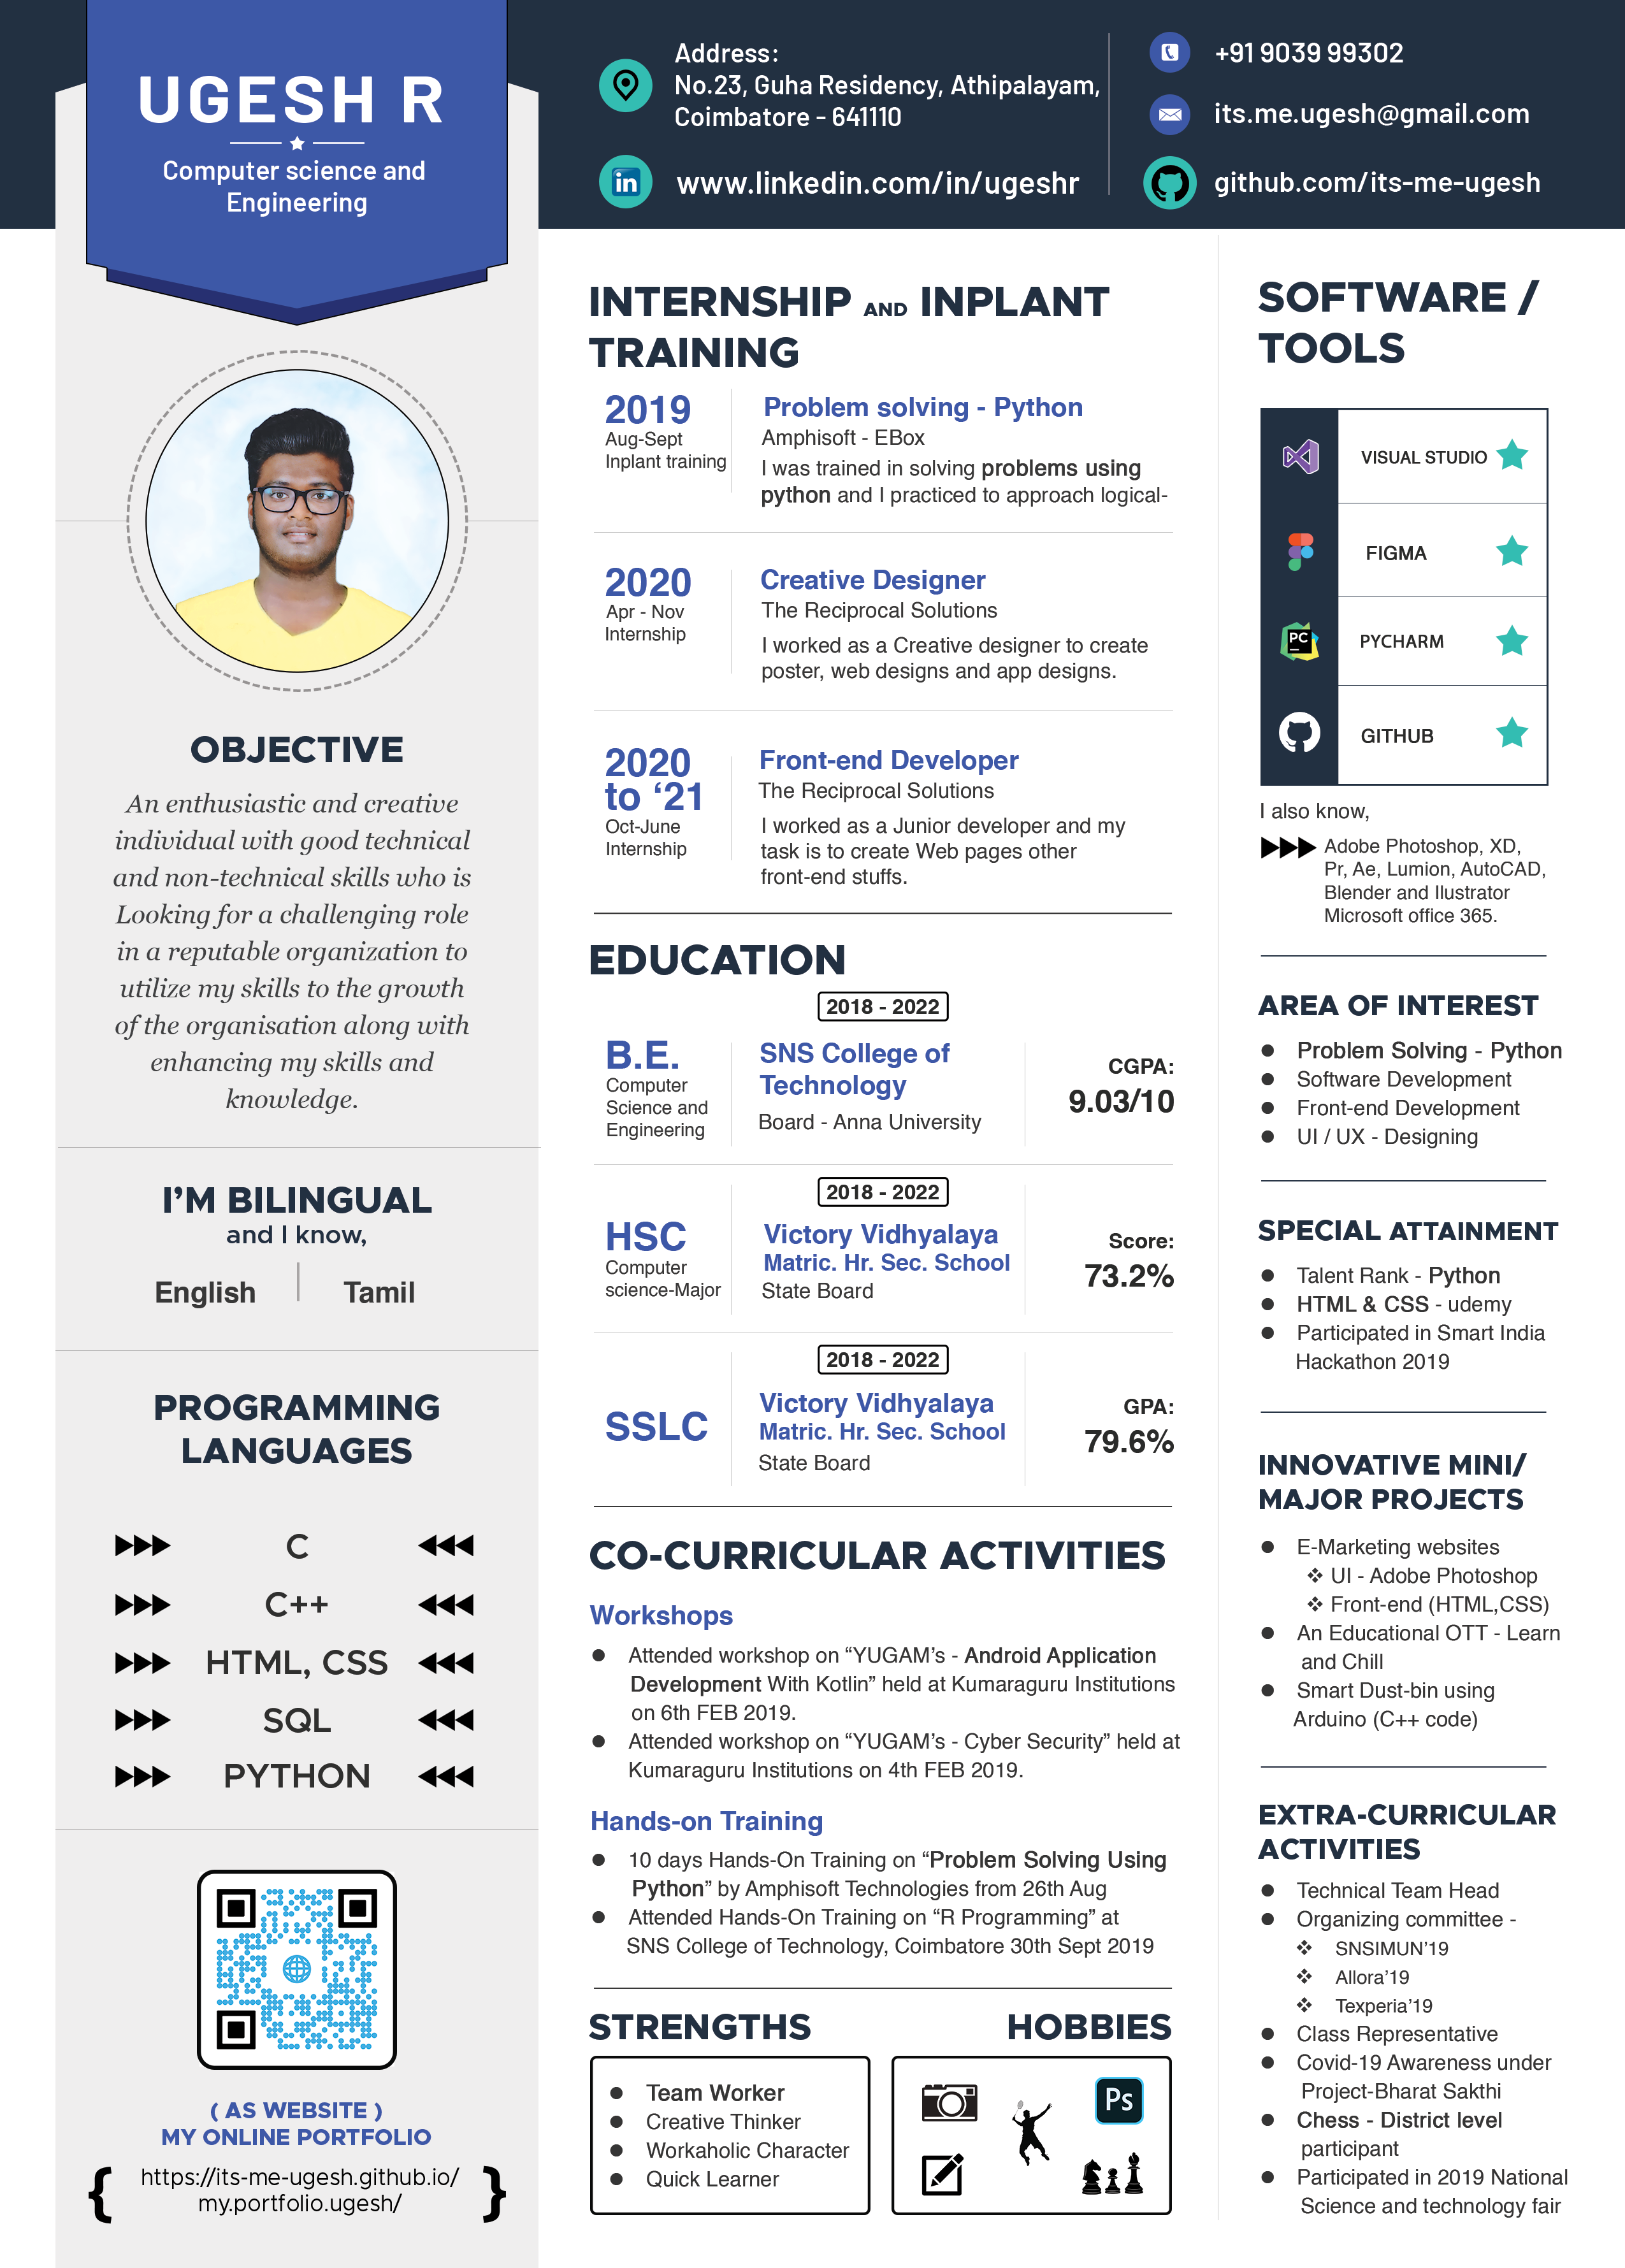 UGESH R
Computer science and
Engineering
Address:
No.23, Guha Residency, Athipalayam,
Coimbatore - 641110
www.linkedin.com/in/ugeshr
+91 9039 99302
its.me.ugesh@gmail.com
github.com/its-me-ugesh
OBJECTIVE
An enthusiastic and creative
individual with good technical
and non-technical skills who is
Looking for a challenging role
in a reputable organization to
utilize my skills to the growth
of the organisation along with
enhancing my skills and
knowledge.
I’M BILINGUAL
and I know,
English
Tamil
PROGRAMMING
LANGUAGES
C
C++
HTML, CSS
SQL
PYTHON
( AS WEBSITE )
MY ONLINE PORTFOLIO
{ https://its-me-ugesh.github.io/
my.portfolio.ugesh/ }
INTERNSHIP AND INPLANT
TRAINING
2019
Aug-Sept
Inplant training
Problem solving - Python
Amphisoft - EBox
I was trained in solving problems using
python and I practiced to approach logical-
2020
Apr - Nov
Internship
Creative Designer
The Reciprocal Solutions
I worked as a Creative designer to create
poster, web designs and app designs.
2020
to ‘21
Oct-June
Internship
Front-end Developer
The Reciprocal Solutions
I worked as a Junior developer and my
task is to create Web pages other
front-end stuffs.
EDUCATION
2018 - 2022
B.E.
Computer
Science and
Engineering
SNS College of
Technology
Board - Anna University
CGPA:
9.03/10
2018 - 2022
HSC
Computer
science-Major
Victory Vidhyalaya
Matric. Hr. Sec. School
State Board
Score:
73.2%
2018 - 2022
SSLC
Victory Vidhyalaya
Matric. Hr. Sec. School
State Board
GPA:
79.6%
CO-CURRICULAR ACTIVITIES
Workshops
● Attended workshop on “YUGAM’s - Android Application
Development With Kotlin” held at Kumaraguru Institutions
on 6th FEB 2019.
● Attended workshop on “YUGAM’s - Cyber Security” held at
Kumaraguru Institutions on 4th FEB 2019.
Hands-on Training
● 10 days Hands-On Training on “Problem Solving Using
Python” by Amphisoft Technologies from 26th Aug
● Attended Hands-On Training on “R Programming” at
SNS College of Technology, Coimbatore 30th Sept 2019
STRENGTHS
● Team Worker
● Creative Thinker
● Workaholic Character
● Quick Learner
HOBBIES
Ps
SOFTWARE /
TOOLS
VISUAL STUDIO
FIGMA
PC
PYCHARM
GITHUB
I also know,
Adobe Photoshop, XD,
Pr, Ae, Lumion, AutoCAD,
Blender and Ilustrator
Microsoft office 365.
AREA OF INTEREST
● Problem Solving - Python
● Software Development
● Front-end Development
● UI / UX - Designing
SPECIAL ATTAINMENT
● Talent Rank - Python
● HTML & CSS - udemy
● Participated in Smart India
Hackathon 2019
INNOVATIVE MINI/
MAJOR PROJECTS
● E-Marketing websites
❖ UI - Adobe Photoshop
❖ Front-end (HTML,CSS)
● An Educational OTT - Learn
and Chill
● Smart Dust-bin using
Arduino (C++ code)
EXTRA-CURRICULAR
ACTIVITIES
● Technical Team Head
● Organizing committee -
❖ SNSIMUN’19
❖ Allora’19
❖ Texperia’19
● Class Representative
● Covid-19 Awareness under
Project-Bharat Sakthi
● Chess - District level
participant
● Participated in 2019 National
Science and technology fair